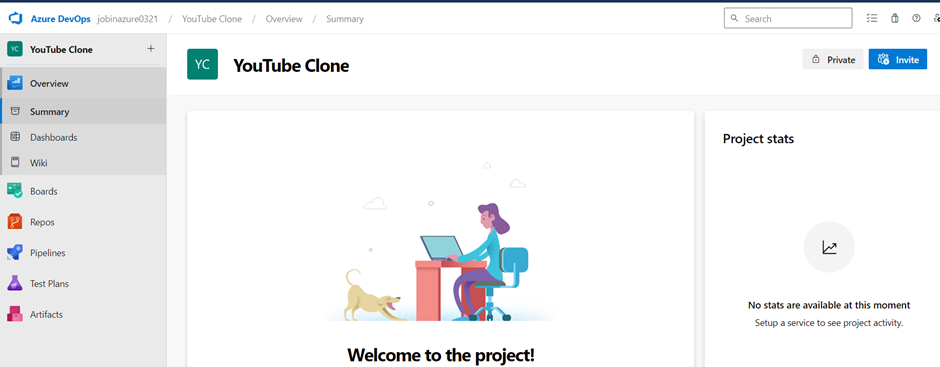 Azure DevOps jobinazure0321 / YouTube Clone / Overview / Summary
Search
YC YouTube Clone +
Overview
Summary
Dashboards
Wiki
Boards
Repos
Pipelines
Test Plans
Artifacts
YC YouTube Clone
Private
Invite
Welcome to the project!
Project stats
No stats are available at this moment
Setup a service to see project activity.